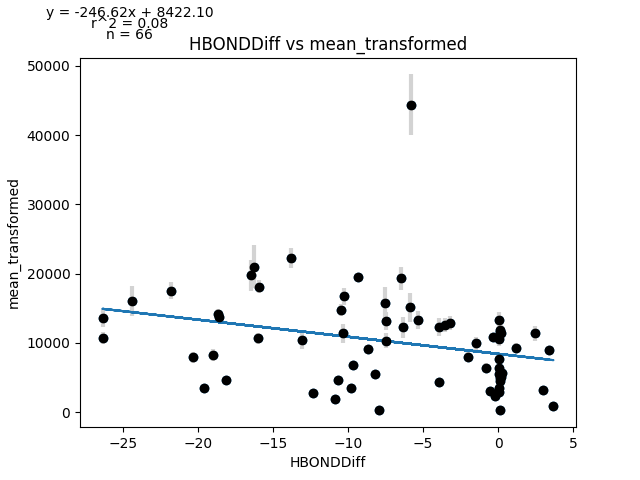 y = -246.62x + 8422.10
r^2 = 0.08
n = 66
HBONDDiff vs mean_transformed
50000
40000
30000
20000
10000
0
mean_transformed
−25
−20
−15
−10
−5
0
5
HBONDDiff